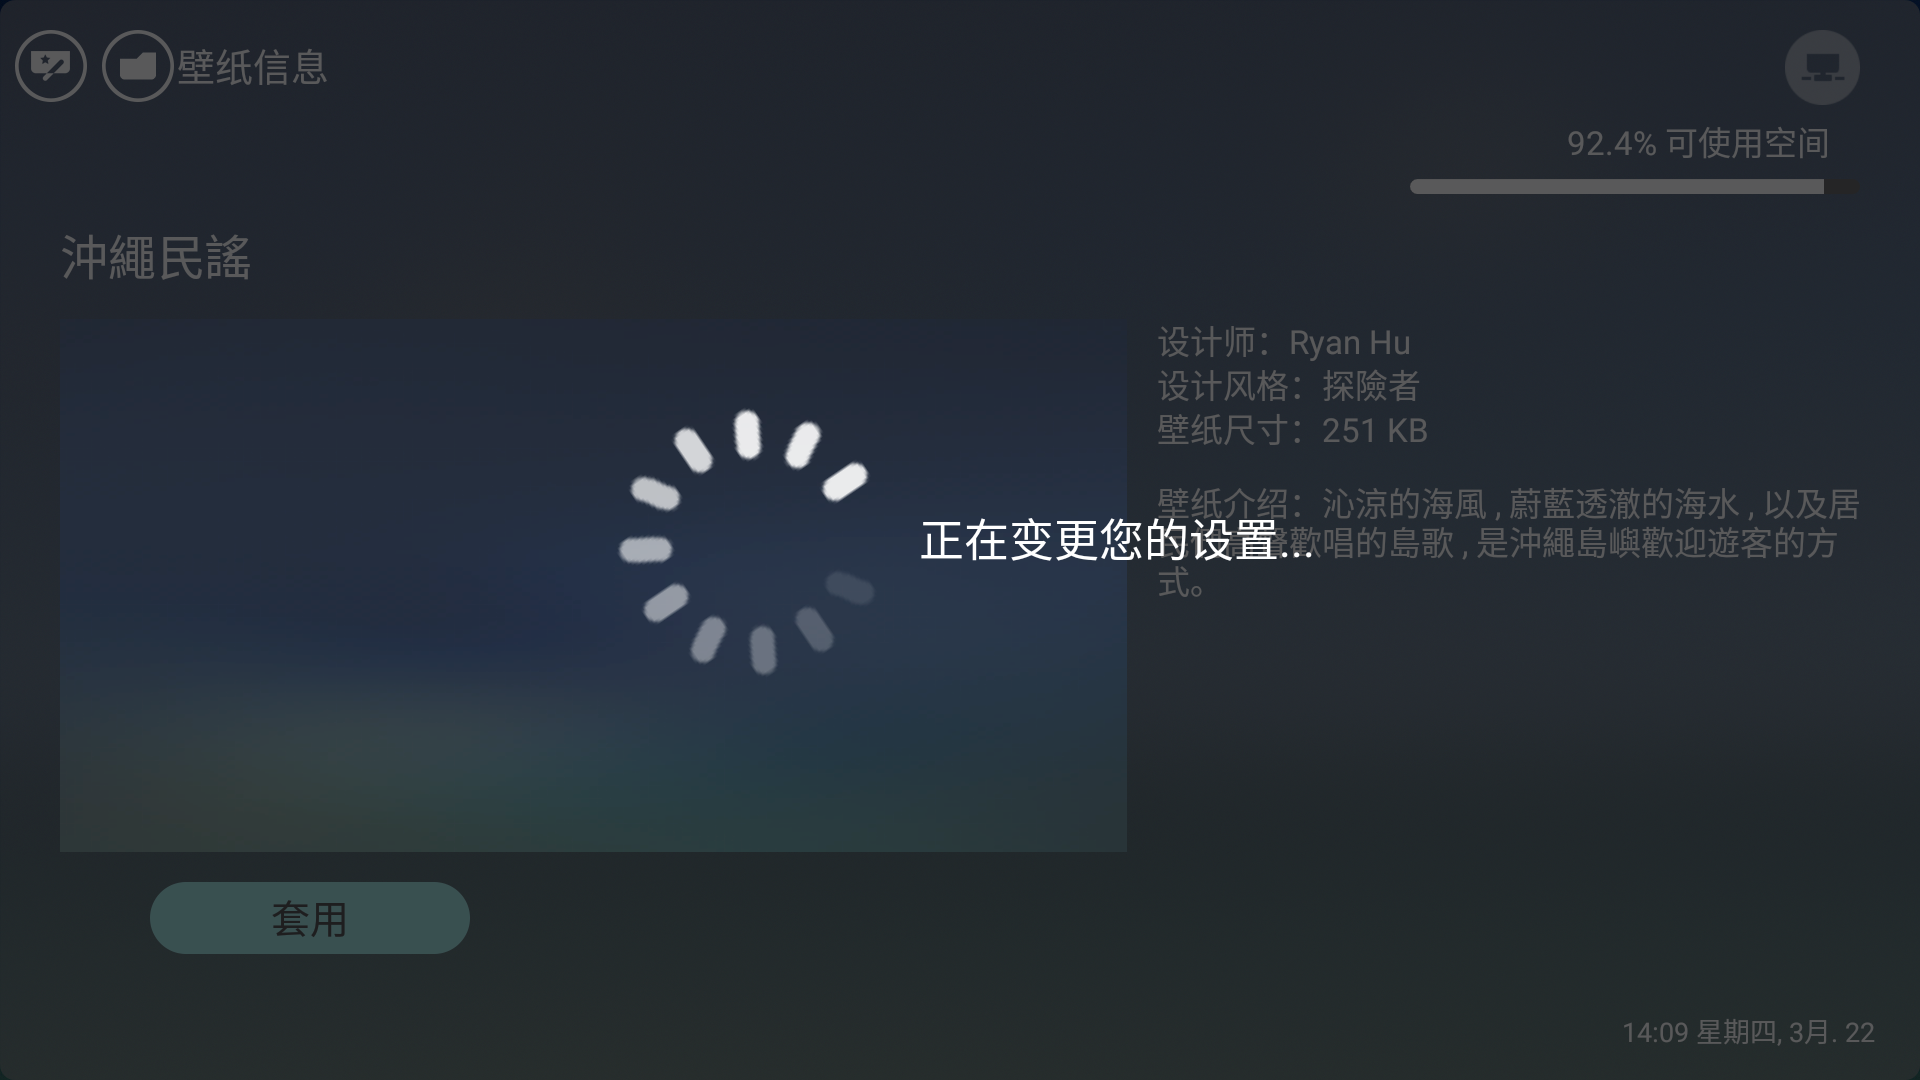 壁纸信息
92.4% 可使用空间
沖繩民謠
设计师：Ryan Hu
设计风格：探險者
壁纸尺寸：251 KB
壁纸介绍：沁涼的海風 , 蔚藍透澈的海水 , 以及居
歡唱的島歌 , 是沖繩島嶼歡迎遊客的方
式。
正在变更您的设置...
套用
14:09 星期四, 3月. 22